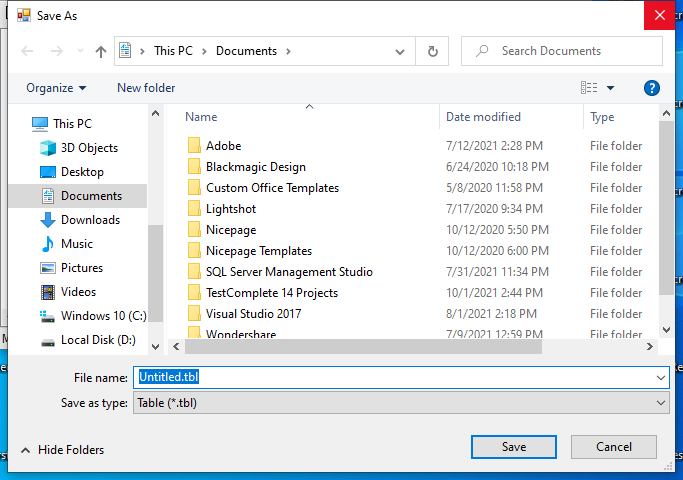 Save As
This PC > Documents >
Search Documents
Organize
New folder
This PC
3D Objects
Desktop
Documents
Downloads
Music
Pictures
Videos
Windows 10 (C:)
Local Disk (D:)
Name Date modified Type
Adobe 7/12/2021 2:28 PM File folder
Blackmagic Design 6/24/2020 10:18 PM File folder
Custom Office Templates 5/8/2020 11:58 PM File folder
Lightshot 7/17/2020 9:34 PM File folder
Nicepage 10/12/2020 5:50 PM File folder
Nicepage Templates 10/12/2020 6:00 PM File folder
SQL Server Management Studio 7/31/2021 11:34 PM File folder
TestComplete 14 Projects 10/1/2021 2:44 PM File folder
Visual Studio 2017 8/1/2021 2:18 PM File folder
Wondershare 7/9/2021 12:59 PM File folder
File name: Untitled.tbl
Save as type: Table (*.tbl)
Hide Folders
Save
Cancel